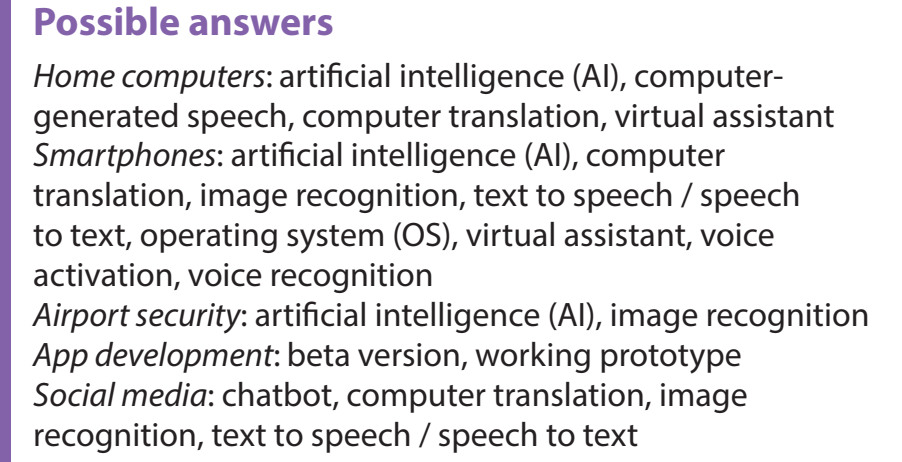 Possible answers
Home computers: artificial intelligence (AI), computer-
generated speech, computer translation, virtual assistant
Smartphones: artificial intelligence (AI), computer
translation, image recognition, text to speech / speech
to text, operating system (OS), virtual assistant, voice
activation, voice recognition
Airport security: artificial intelligence (AI), image recognition
App development: beta version, working prototype
Social media: chatbot, computer translation, image
recognition, text to speech / speech to text